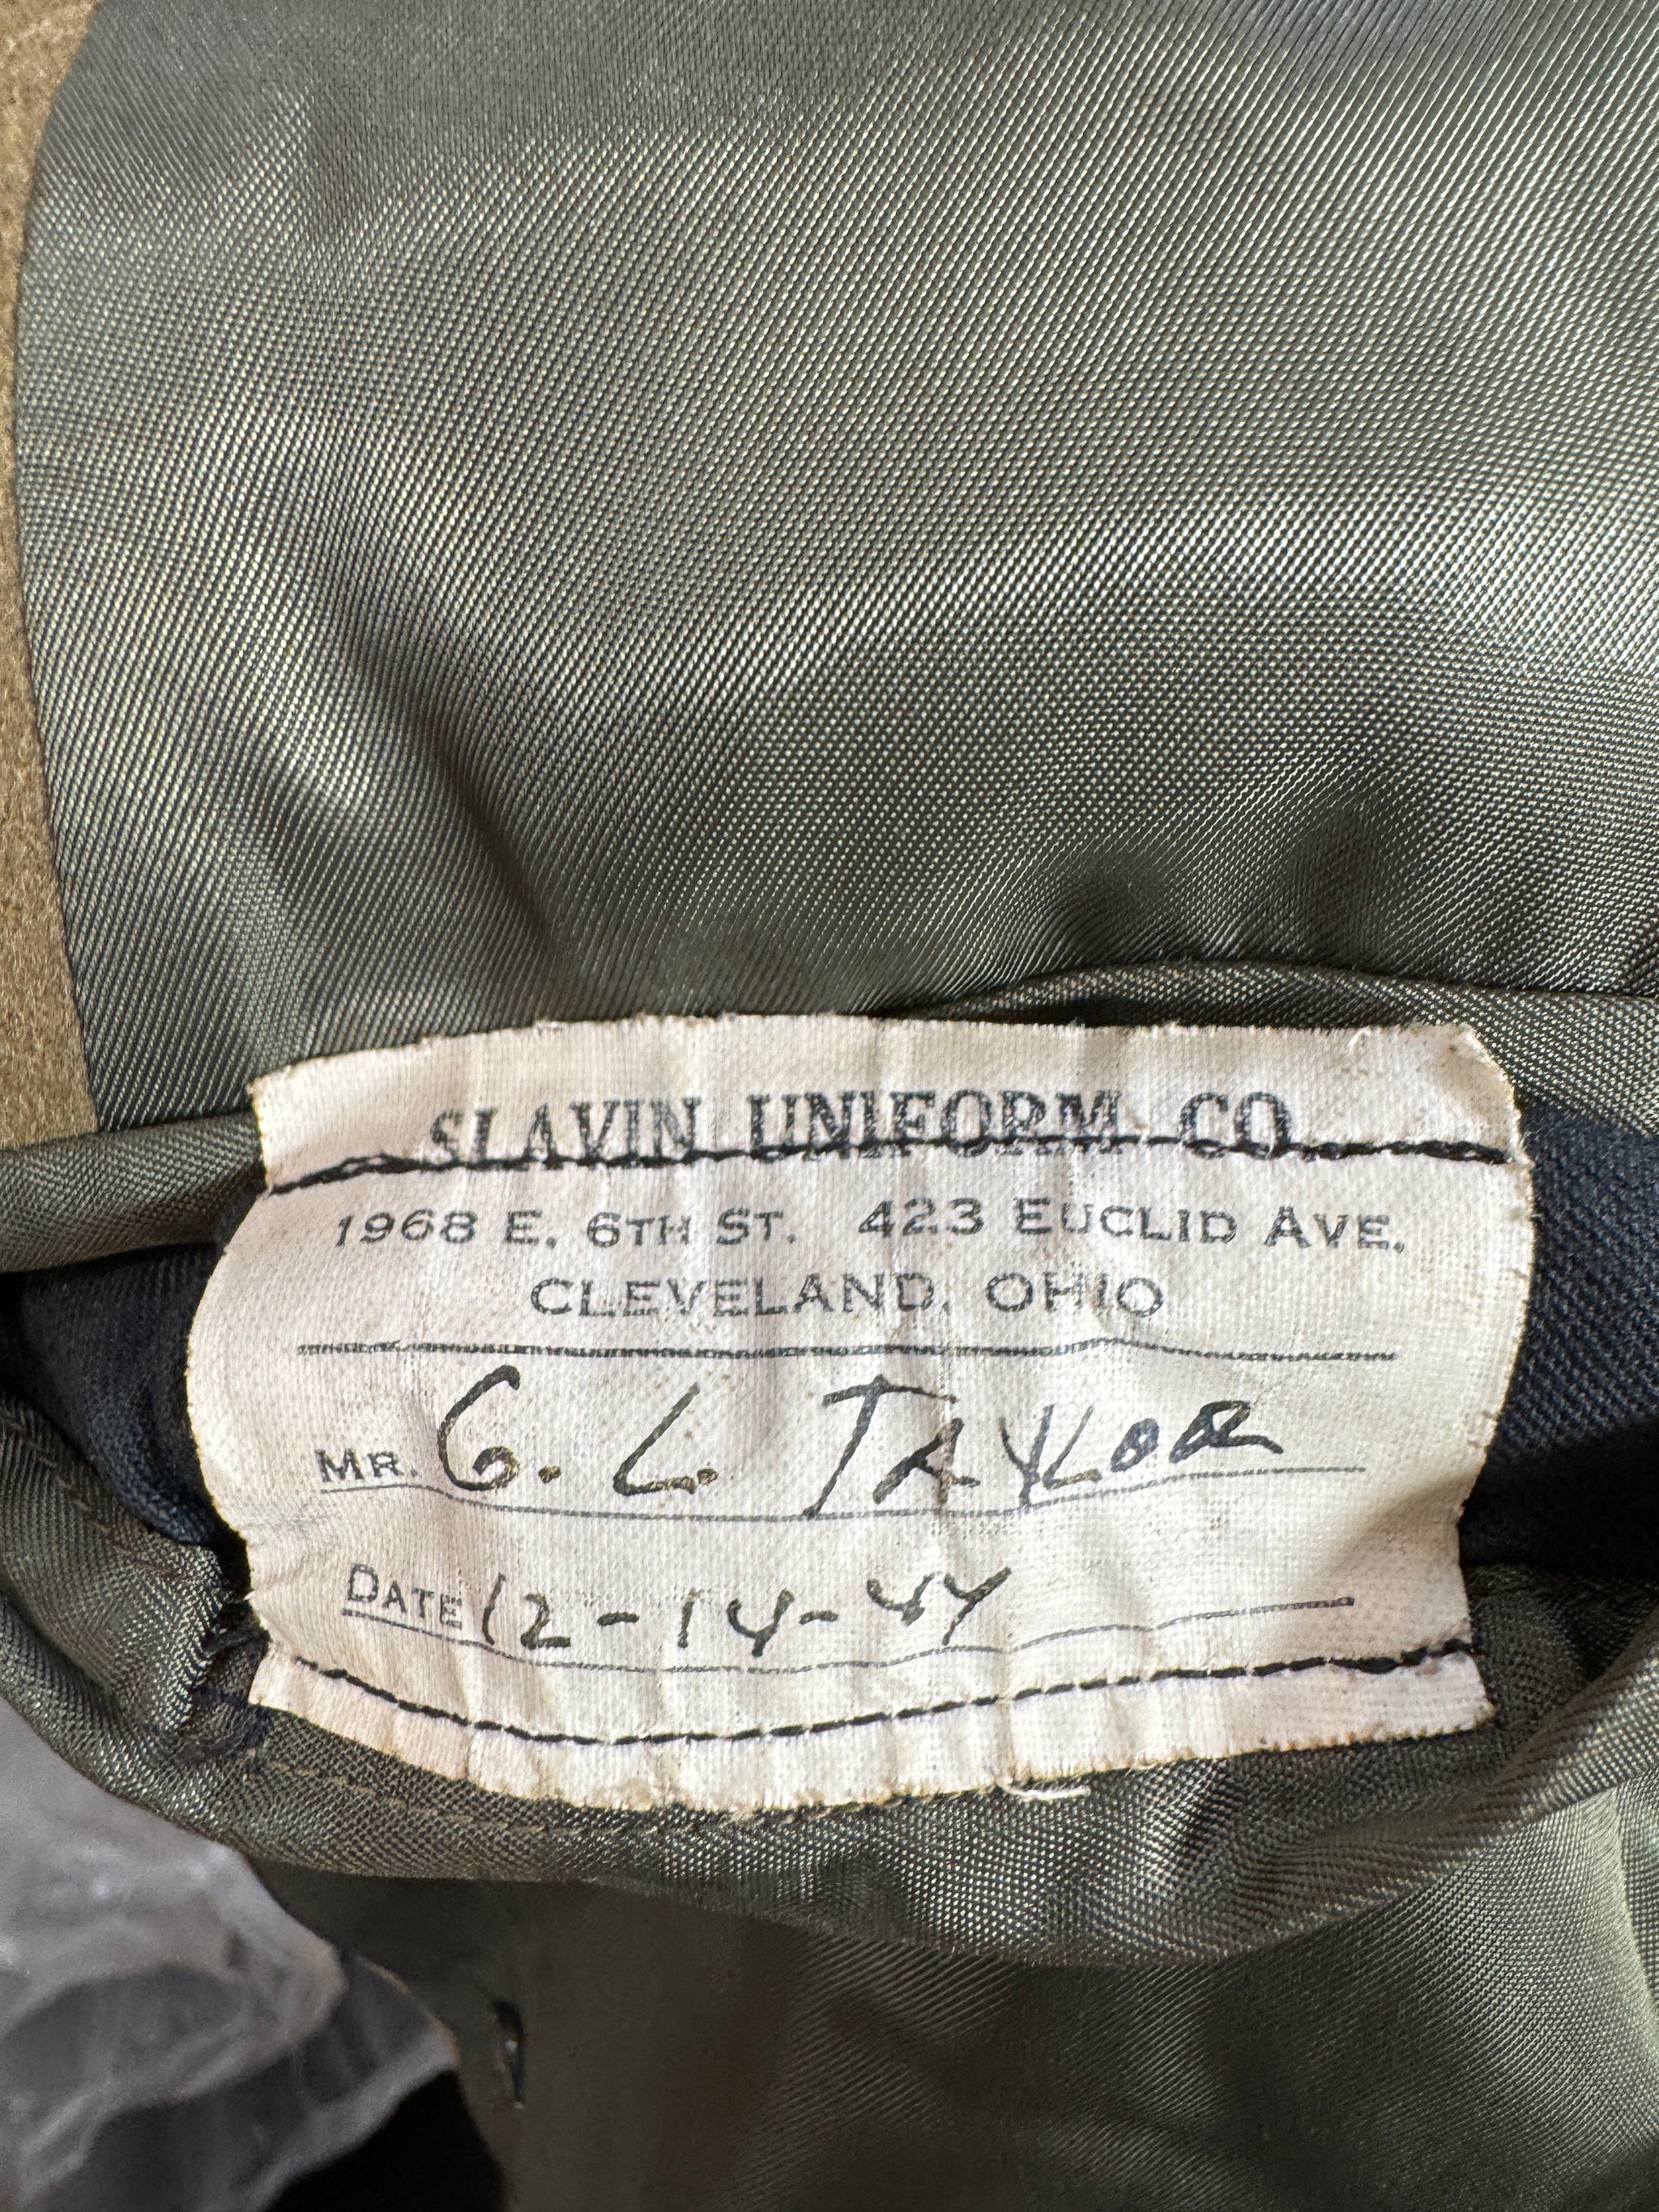 SLAVIN UNIFORM CO.
1968 E. 6TH ST. 423 EUCLID AVE.
CLEVELAND, OHIO
MR. G. L. TAYLOR
DATE 12-14-44